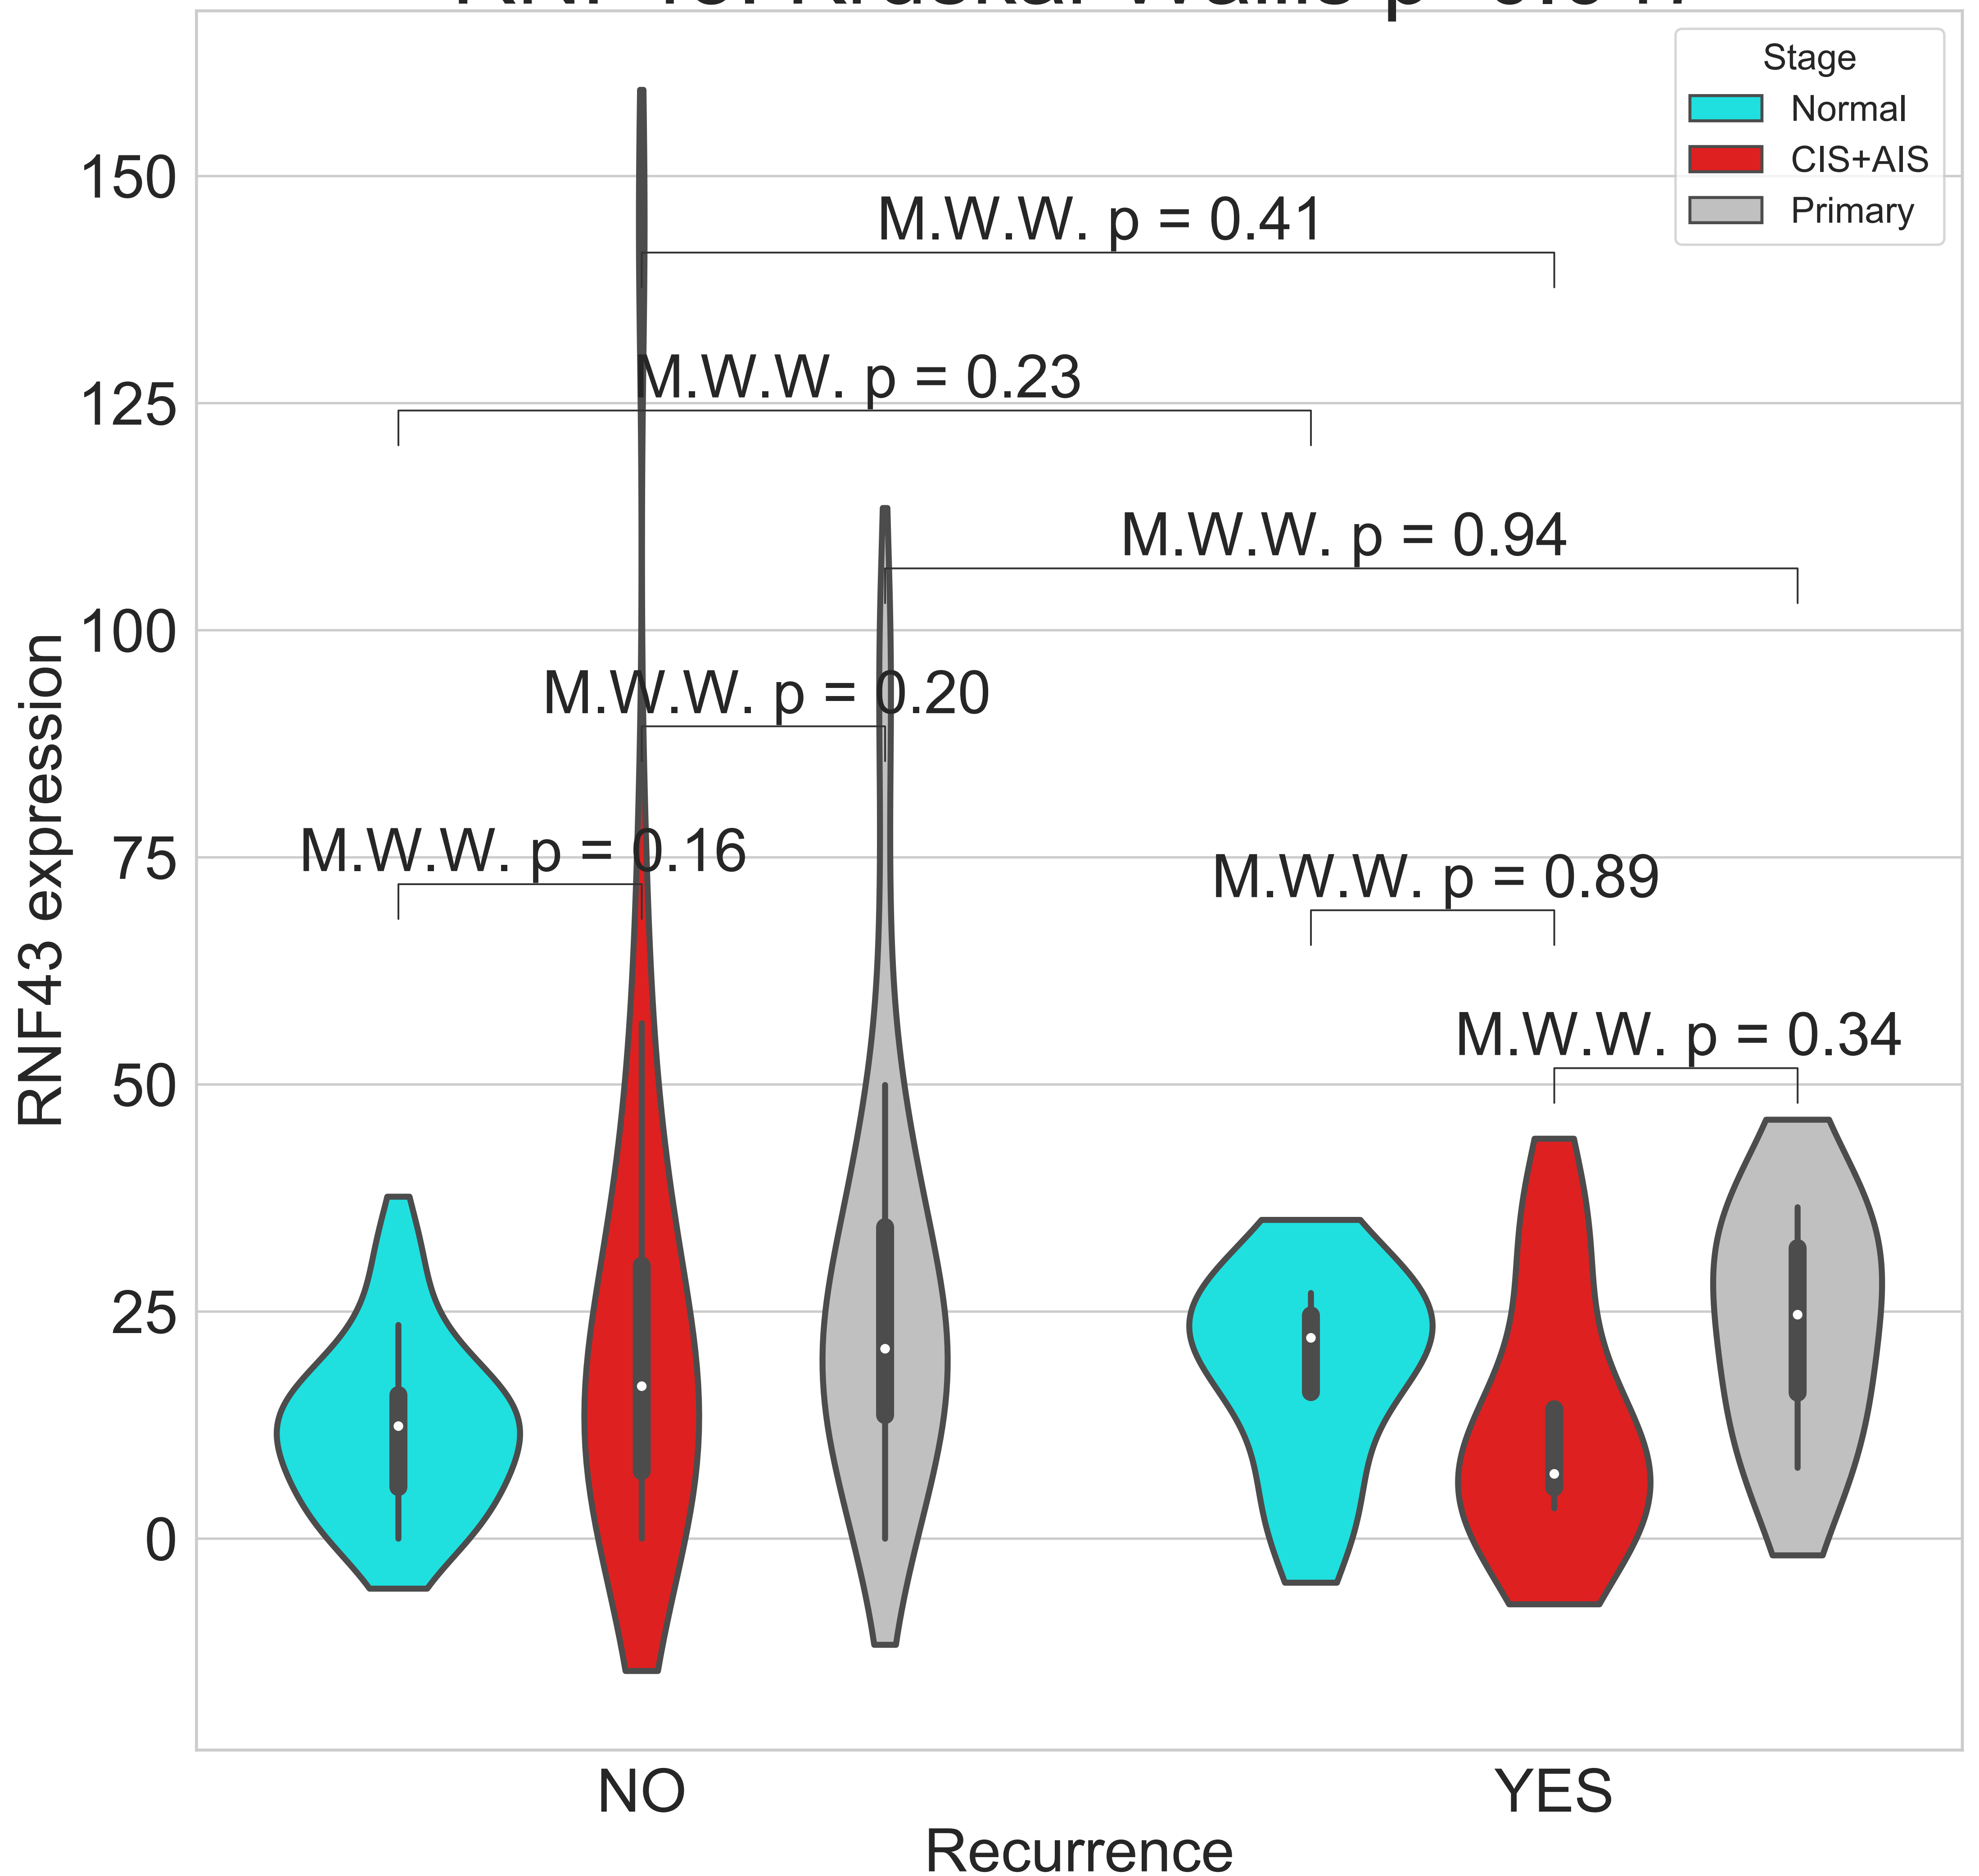 Stage
Normal
CIS+AIS
Primary
150
125
100
75
50
25
0
RNF43 expression
M.W.W. p = 0.41
M.W.W. p = 0.23
M.W.W. p = 0.94
M.W.W. p = 0.20
M.W.W. p = 0.16
M.W.W. p = 0.89
M.W.W. p = 0.34
NO
YES
Recurrence